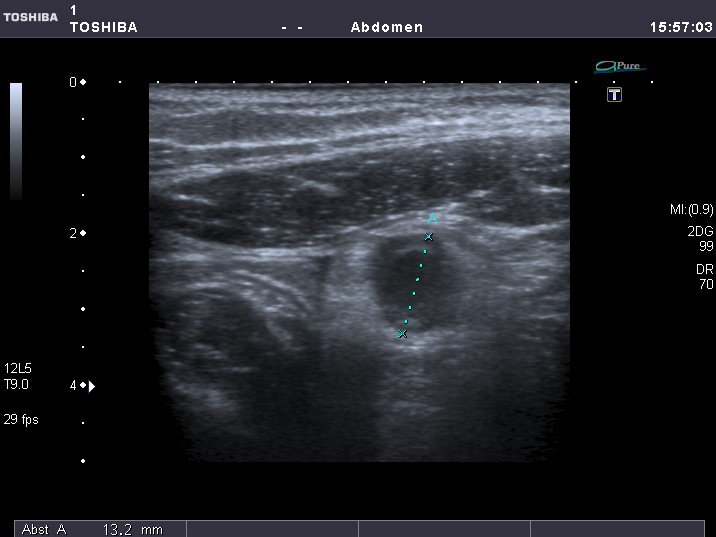 TOSHIBA
1
TOSHIBA - - Abdomen 15:57:03
APure
T
0
A
2
4
MI:(0.9)
2DG
99
DR
70
12L5
T9.0
29 fps
Abst A 13.2 mm